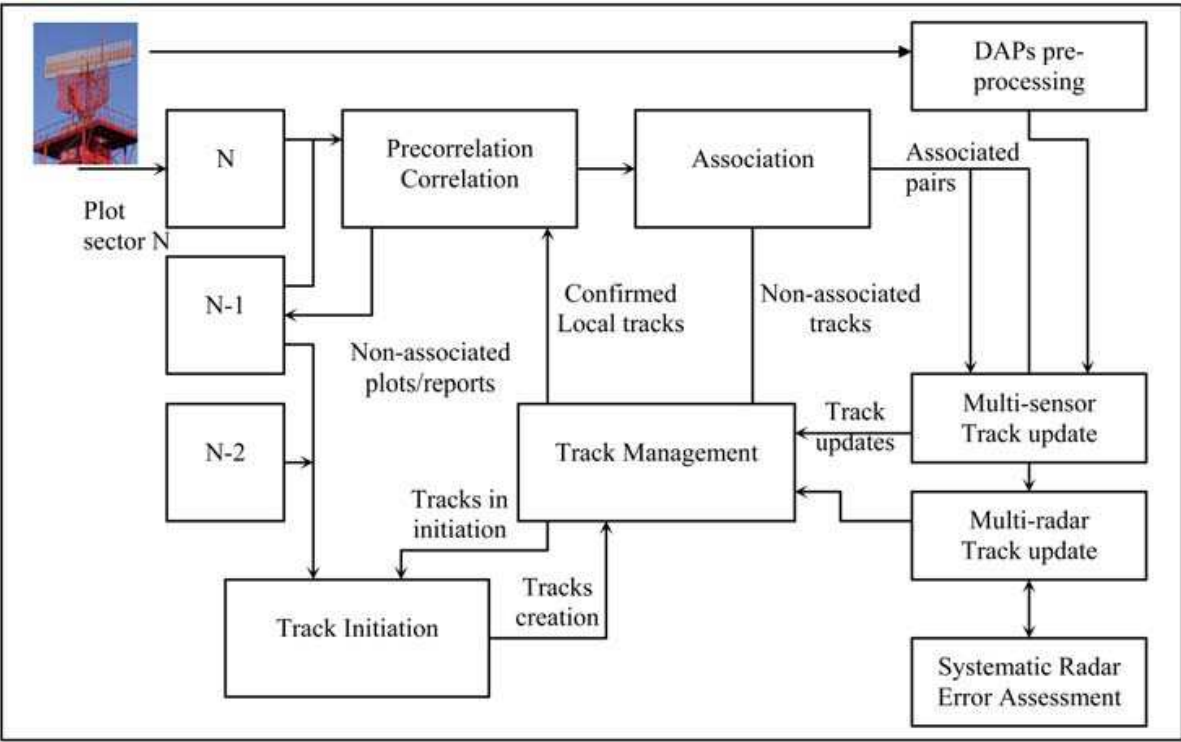 DAPs pre-
processing
N
Precorrelation
Correlation
Association
Associated
pairs
Plot
sector N
N-1
Confirmed
Local tracks
Non-associated
tracks
Non-associated
plots/reports
N-2
Track Management
Track
updates
Multi-sensor
Track update
Tracks in
initiation
Multi-radar
Track update
Tracks
creation
Track Initiation
Systematic Radar
Error Assessment